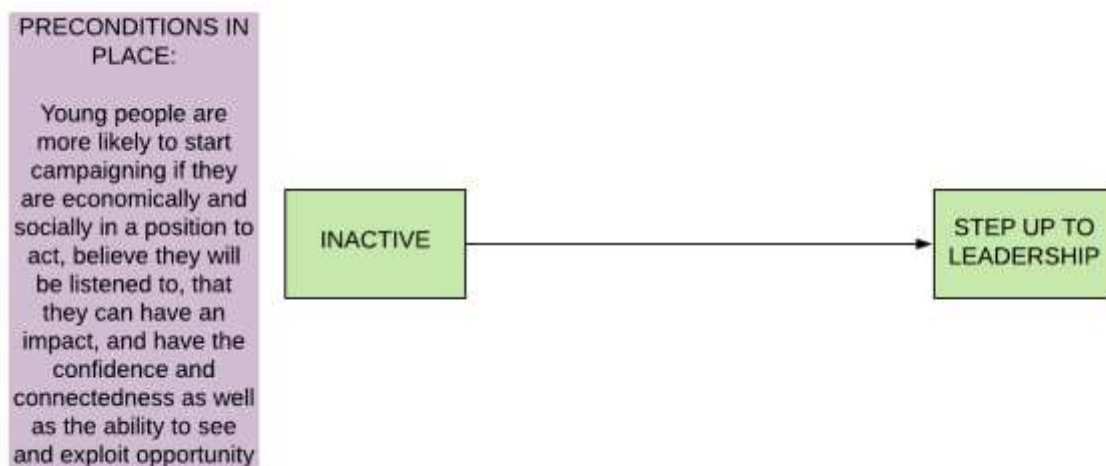 PRECONDITIONS IN
PLACE:
Young people are
more likely to start
campaigning if they
are economically and
socially in a position to
act, believe they will
be listened to, that
they can have an
impact, and have the
confidence and
connectedness as well
as the ability to see
and exploit opportunity
INACTIVE
STEP UP TO
LEADERSHIP